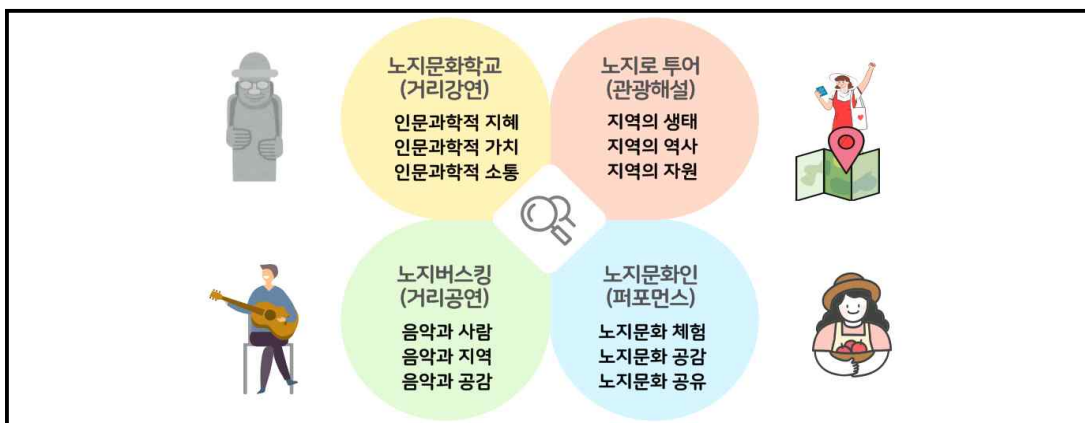 노지문화학교
(거리강연)
인문과학적 지혜
인문과학적 가치
인문과학적 소통
노지로 투어
(관광해설)
지역의 생태
지역의 역사
지역의 자원
노지버스킹
(거리공연)
음악과 사람
음악과 지역
음악과 공감
노지문화인
(퍼포먼스)
노지문화 체험
노지문화 공감
노지문화 공유